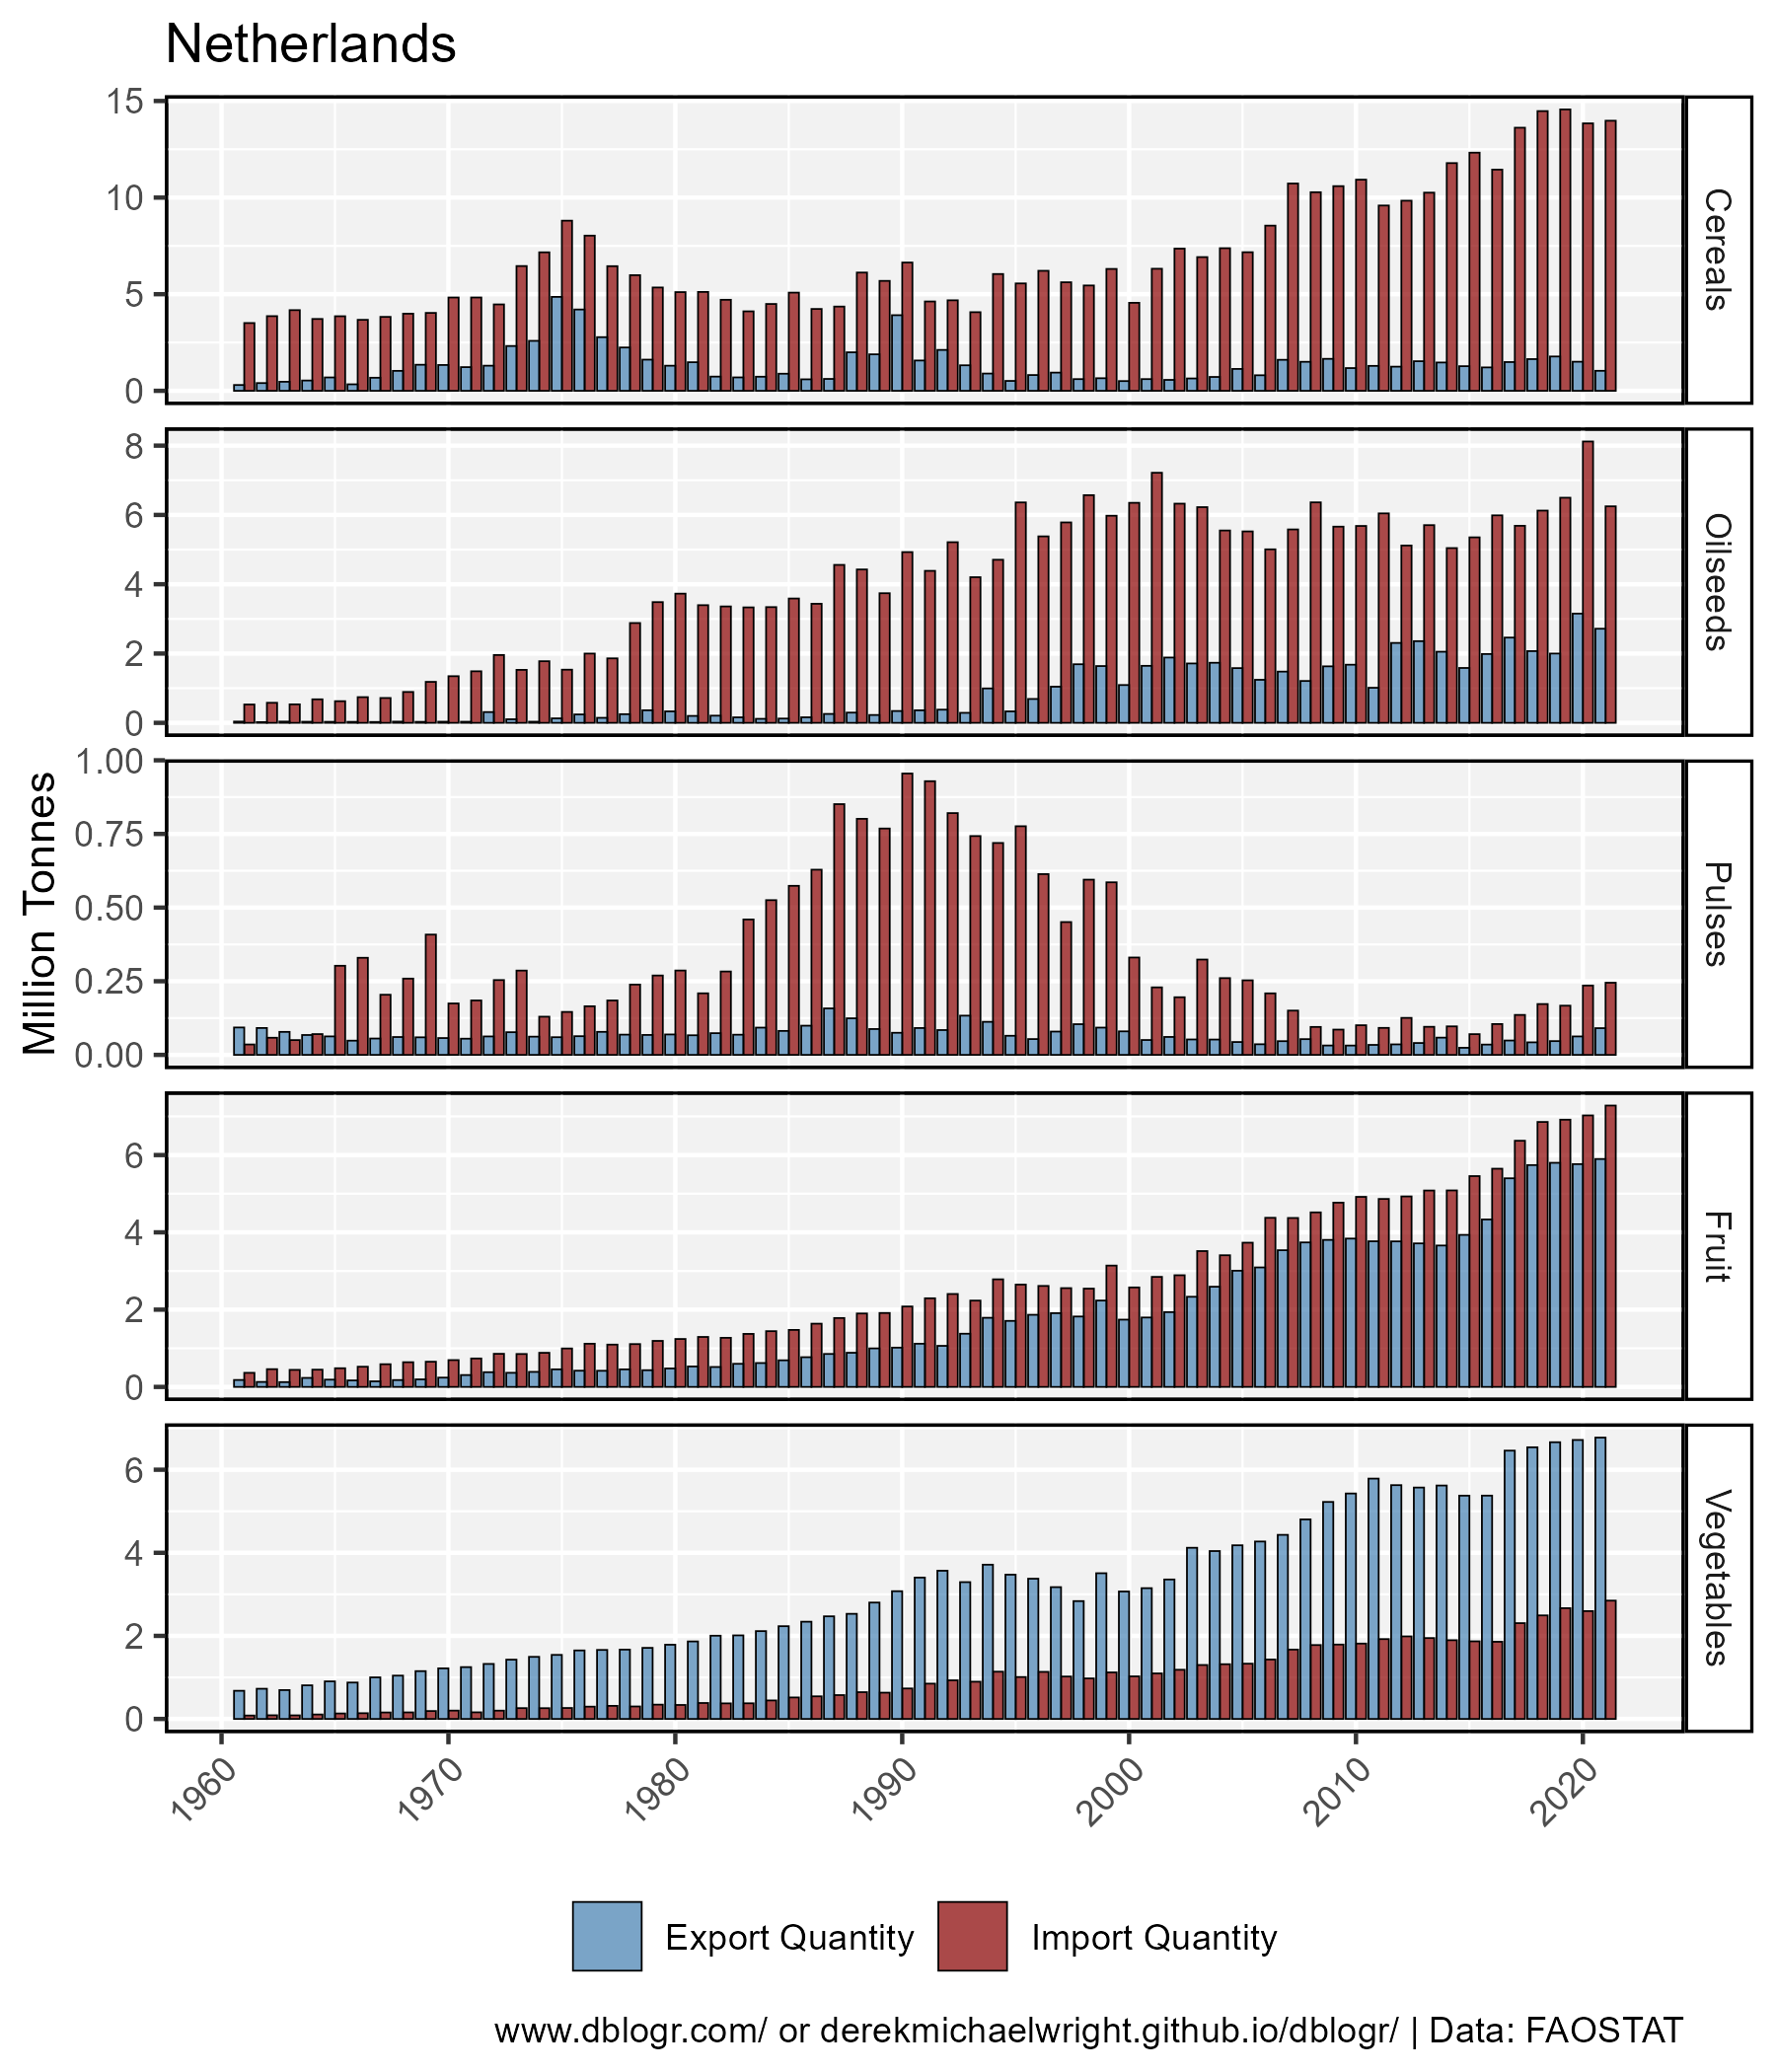 Netherlands
Million Tonnes
15
10
5
0
Cereals
8
6
4
2
0
Oilseeds
1.00
0.75
0.50
0.25
0.00
Pulses
6
4
2
0
Fruit
6
4
2
0
Vegetables
1960 1970 1980 1990 2000 2010 2020
Export Quantity Import Quantity
www.dblogr.com/ or derekmichaelwright.github.io/dblogr/ | Data: FAOSTAT